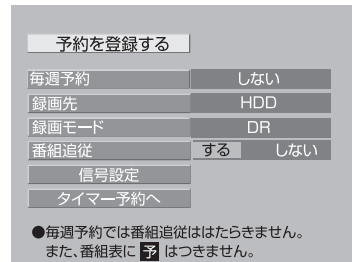 予約を登録する
毎週予約 しない
録画先 HDD
録画モード DR
番組追従 する しない
信号設定
タイマー予約へ
●毎週予約では番組追従ははたらきません。
また、番組表に 予 はつきません。